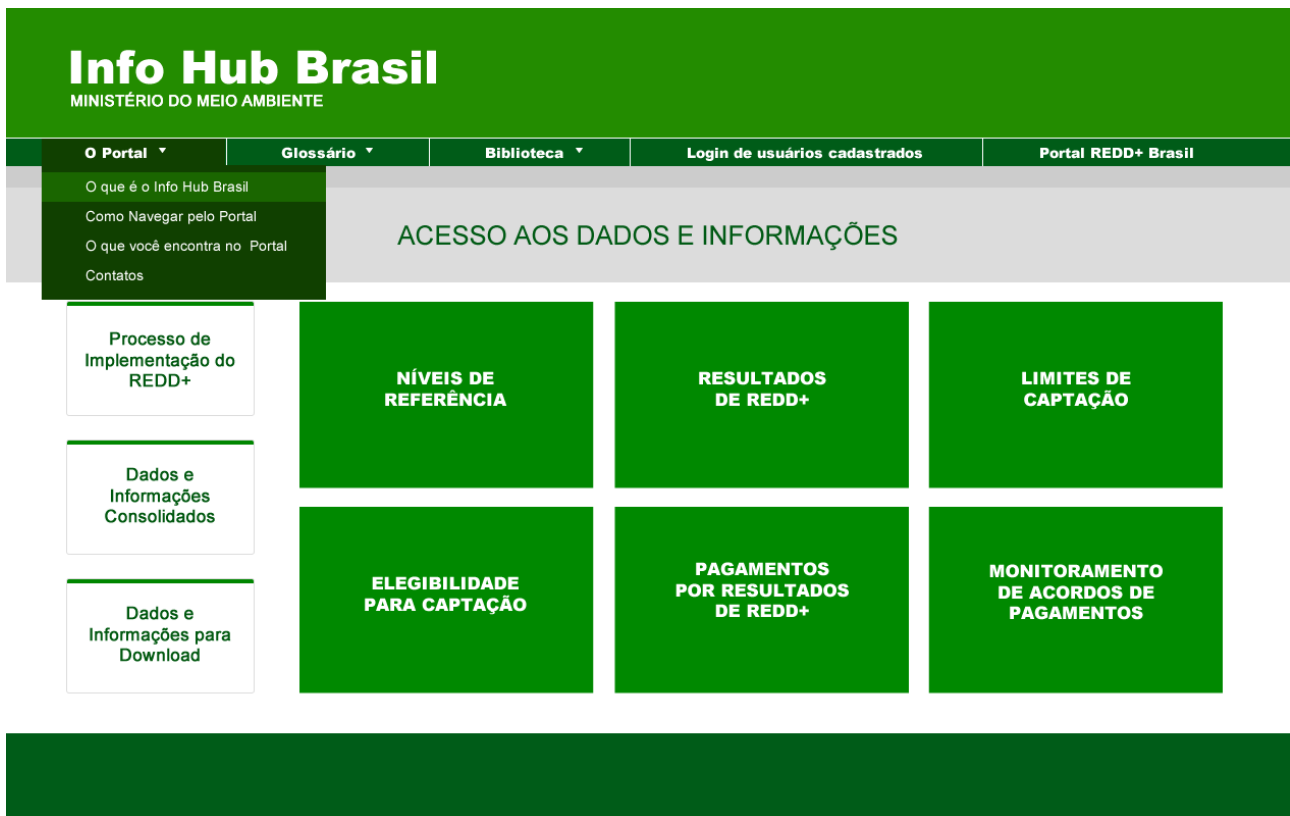 Info Hub Brasil
MINISTÉRIO DO MEIO AMBIENTE
O Portal ▼
Glossário ▼
Biblioteca ▼
Login de usuários cadastrados
Portal REDD+ Brasil
O que é o Info Hub Brasil
Como Navegar pelo Portal
O que você encontra no Portal
Contatos
ACESSO AOS DADOS E INFORMAÇÕES
Processo de
Implementação do
REDD+
Dados e
Informações
Consolidados
Dados e
Informações para
Download
NÍVEIS DE
REFERÊNCIA
RESULTADOS
DE REDD+
LIMITES DE
CAPTAÇÃO
ELEGIBILIDADE
PARA CAPTAÇÃO
PAGAMENTOS
POR RESULTADOS
DE REDD+
MONITORAMENTO
DE ACORDOS DE
PAGAMENTOS